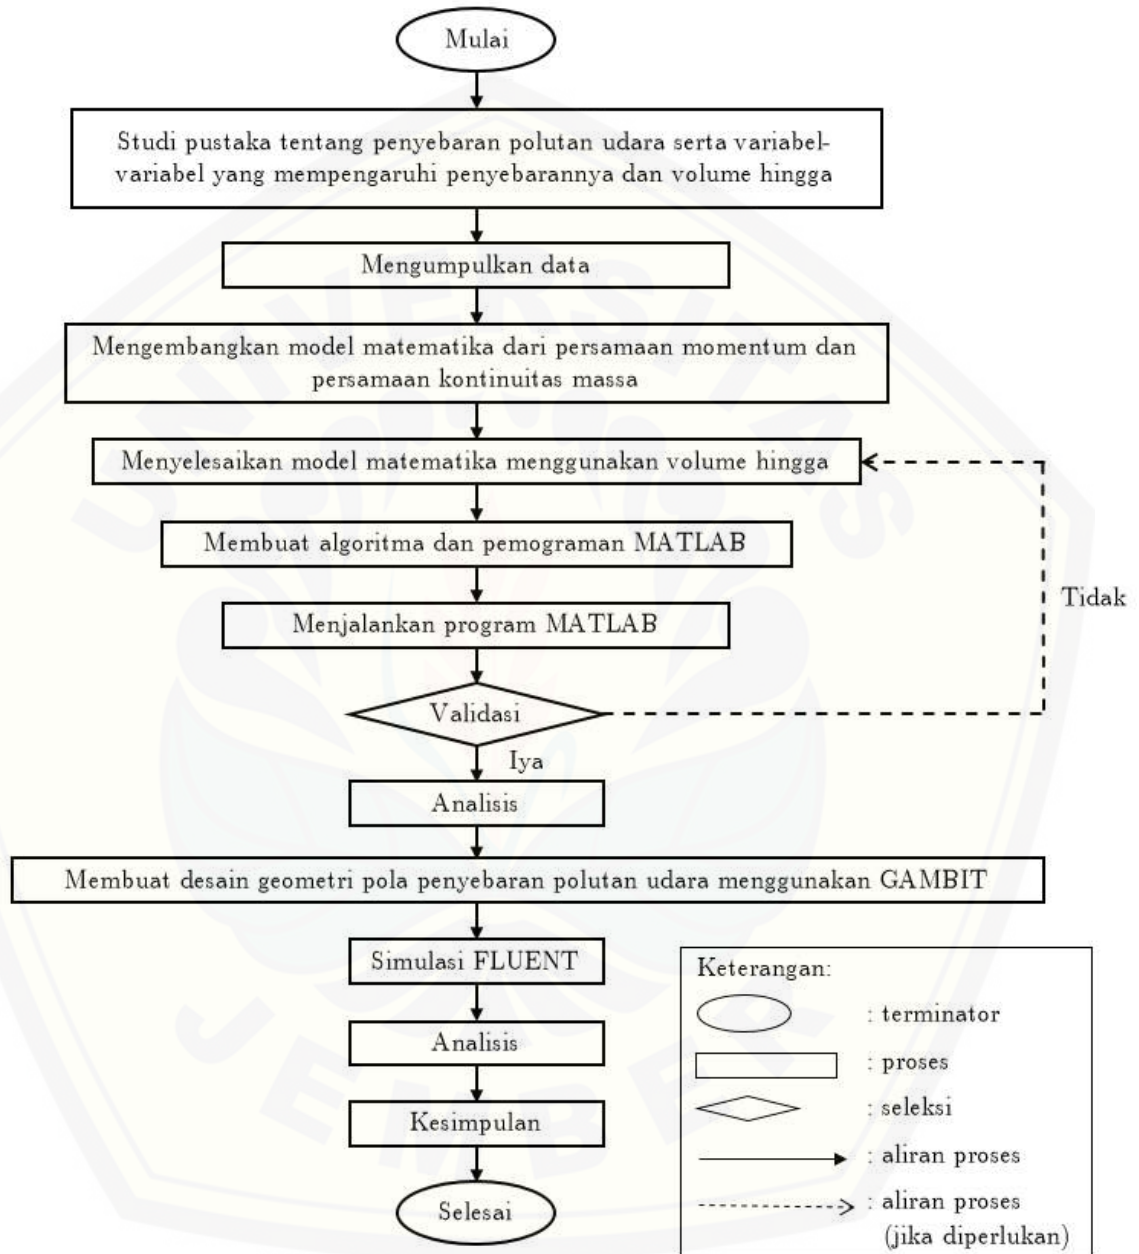 Mulai
Studi pustaka tentang penyebaran polutan udara serta variabel-
variabel yang mempengaruhi penyebarannya dan volume hingga
Mengumpulkan data
Mengembangkan model matematika dari persamaan momentum dan
persamaan kontinuitas massa
Menyelesaikan model matematika menggunakan volume hingga
Membuat algoritma dan pemograman MATLAB
Menjalankan program MATLAB
Tidak
Validasi
Iya
Analisis
Membuat desain geometri pola penyebaran polutan udara menggunakan GAMBIT
Simulasi FLUENT
Analisis
Kesimpulan
Selesai
Keterangan:
: terminator
: proses
: seleksi
: aliran proses
: aliran proses
(jika diperlukan)
UNIVERSITAS
JEMBER